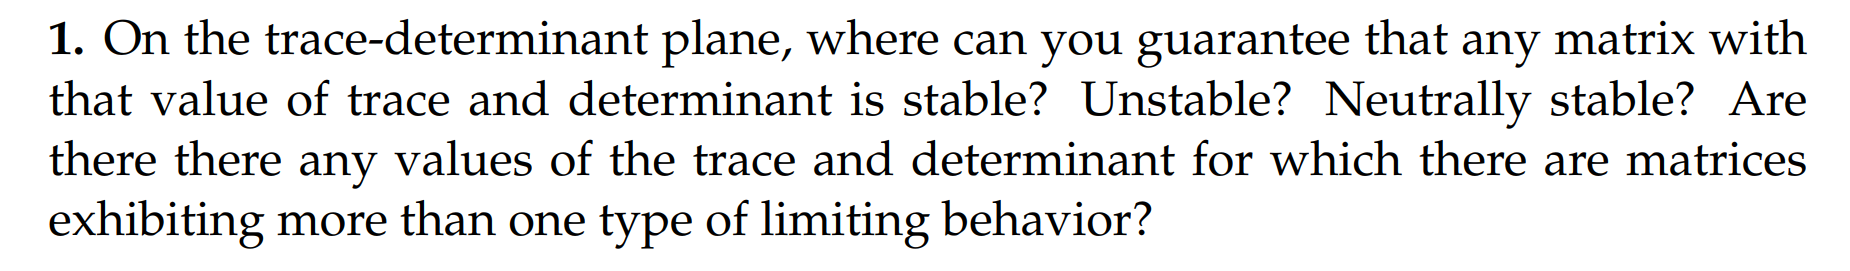 1. On the trace-determinant plane, where can you guarantee that any matrix with
that value of trace and determinant is stable? Unstable? Neutrally stable? Are
there there any values of the trace and determinant for which there are matrices
exhibiting more than one type of limiting behavior?